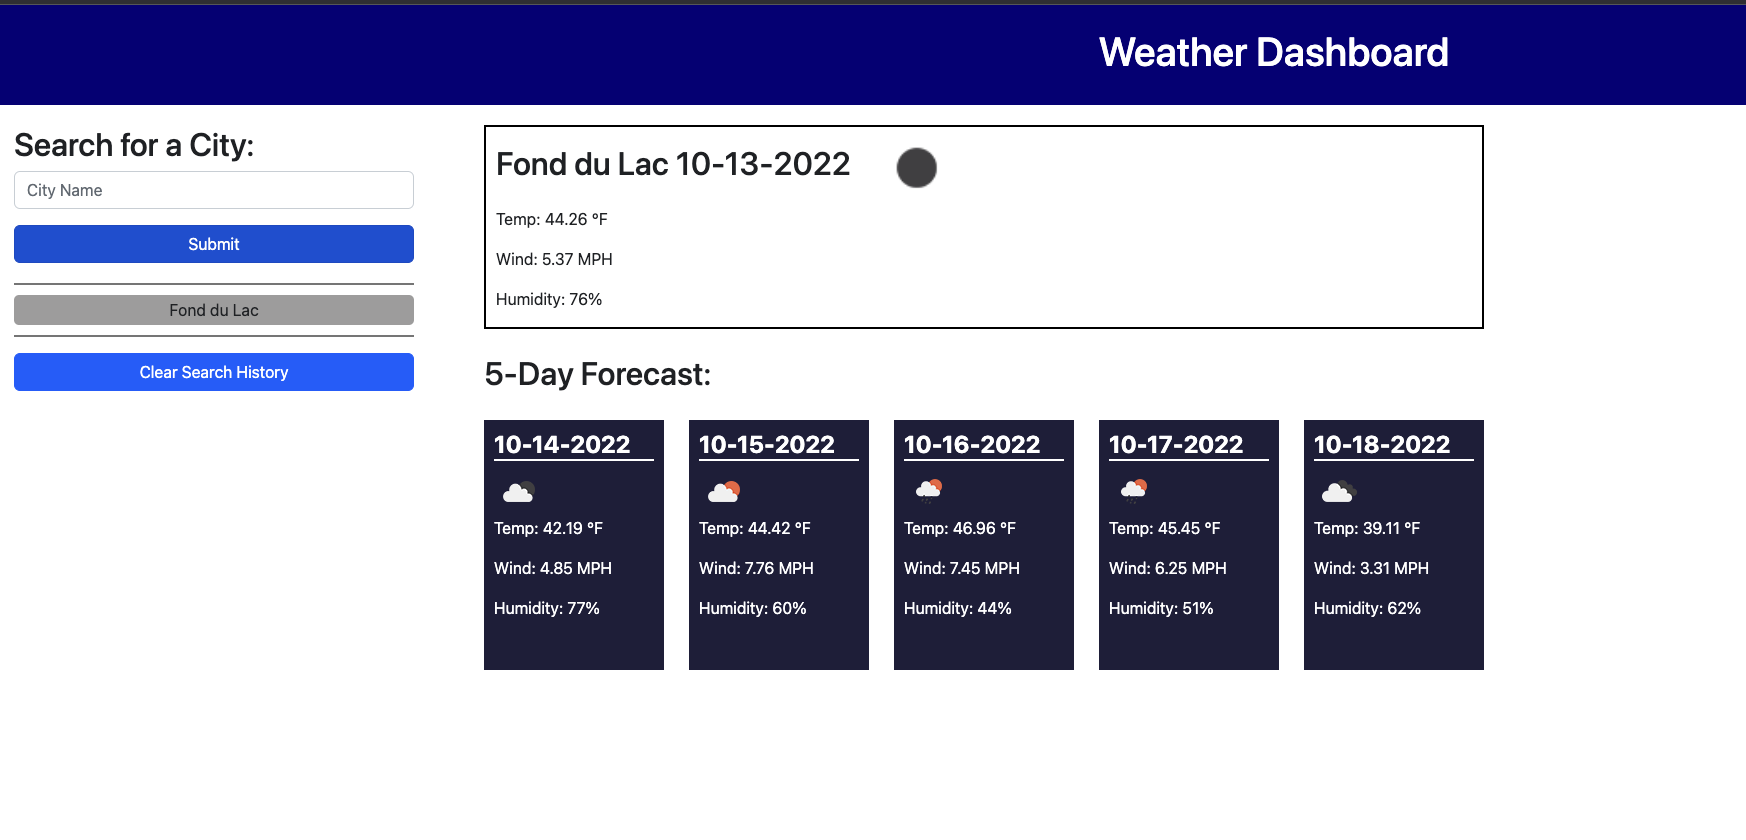 Weather Dashboard
Search for a City:
City Name
Submit
Fond du Lac
Clear Search History
Fond du Lac 10-13-2022
Temp: 44.26 °F
Wind: 5.37 MPH
Humidity: 76%
5-Day Forecast:
10-14-2022
Temp: 42.19 °F
Wind: 4.85 MPH
Humidity: 77%
10-15-2022
Temp: 44.42 °F
Wind: 7.76 MPH
Humidity: 60%
10-16-2022
Temp: 46.96 °F
Wind: 7.45 MPH
Humidity: 44%
10-17-2022
Temp: 45.45 °F
Wind: 6.25 MPH
Humidity: 51%
10-18-2022
Temp: 39.11 °F
Wind: 3.31 MPH
Humidity: 62%